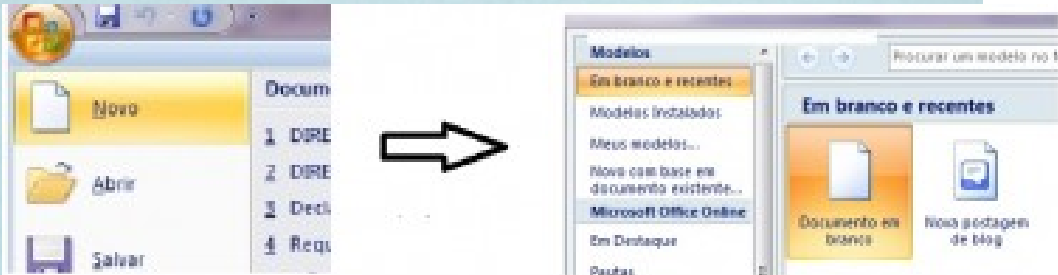 Novo
Abrir
Salvar
Docum
1 DIRE
2 DIRE
3 Decl
4 Requ
Modelos
Em branco e recentes
Modelos Instalados
Meus modelos...
Novo com base em
documento existente...
Microsoft Office Online
Em Destaque
Pautas
Procurar um modelo no
Em branco e recentes
Documento em
branco
Nova postagem
de blog